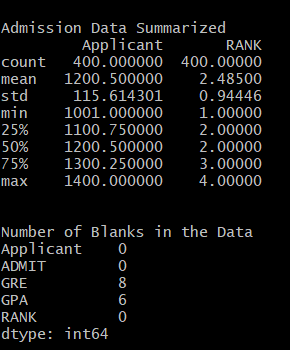 Admission Data Summarized
Applicant RANK
count 400.000000 400.00000
mean 1200.500000 2.48500
std 115.614301 0.94446
min 1001.000000 1.00000
25% 1100.750000 2.00000
50% 1200.500000 2.00000
75% 1300.250000 3.00000
max 1400.000000 4.00000
Number of Blanks in the Data
Applicant 0
ADMIT 0
GRE 8
GPA 6
RANK 0
dtype: int64